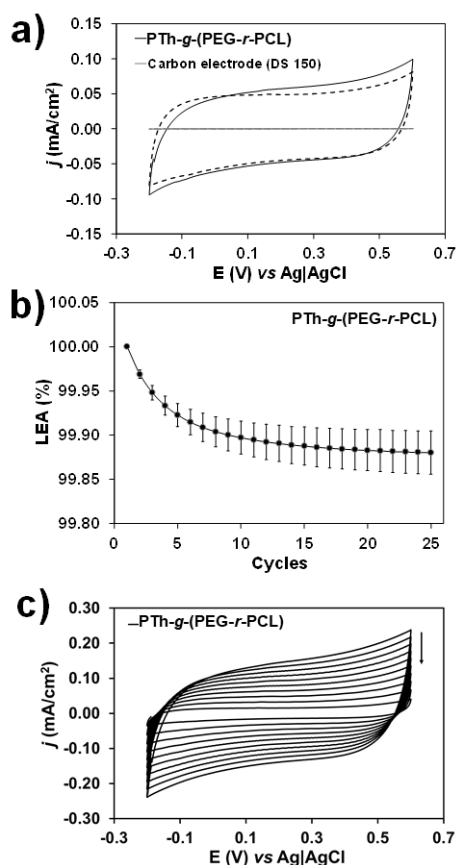 a)
PTh-g-(PEG-r-PCL)
Carbon electrode (DS 150)
j (mA/cm²)
0.15
0.10
0.05
0.00
-0.05
-0.10
-0.15
-0.3 -0.1 0.1 0.3 0.5 0.7
E (V) vs Ag|AgCl
b)
PTh-g-(PEG-r-PCL)
LEA (%)
100.05
100.00
99.95
99.90
99.85
99.80
0 5 10 15 20 25
Cycles
c)
PTh-g-(PEG-r-PCL)
j (mA/cm²)
0.30
0.20
0.10
0.00
-0.10
-0.20
-0.30
-0.3 -0.1 0.1 0.3 0.5 0.7
E (V) vs Ag|AgCl